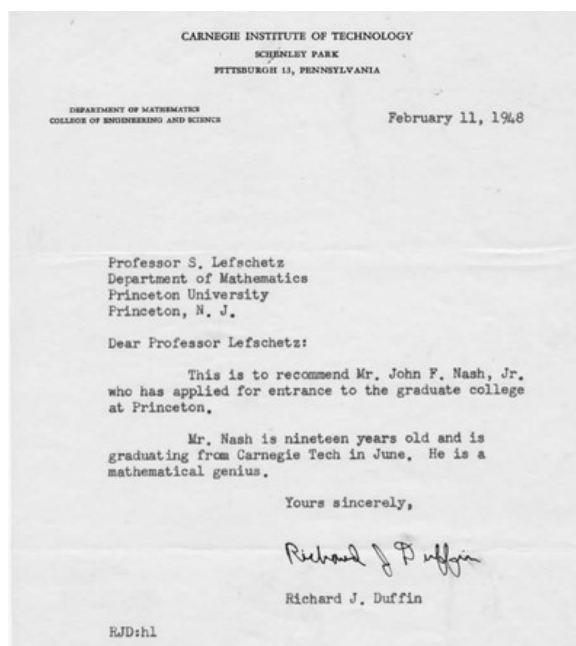 CARNEGIE INSTITUTE OF TECHNOLOGY
SCHENLEY PARK
PITTSBURGH 13, PENNSYLVANIA
DEPARTMENT OF MATHEMATICS
COLLEGE OF ENGINEERING AND SCIENCE
February 11, 1948
Professor S. Lefschetz
Department of Mathematics
Princeton University
Princeton, N. J.
Dear Professor Lefschetz:
This is to recommend Mr. John F. Nash, Jr.
who has applied for entrance to the graduate college
at Princeton.
Mr. Nash is nineteen years old and is
graduating from Carnegie Tech in June. He is a
mathematical genius.
Yours sincerely,
Richard J Duffin
Richard J. Duffin
RJD:hl